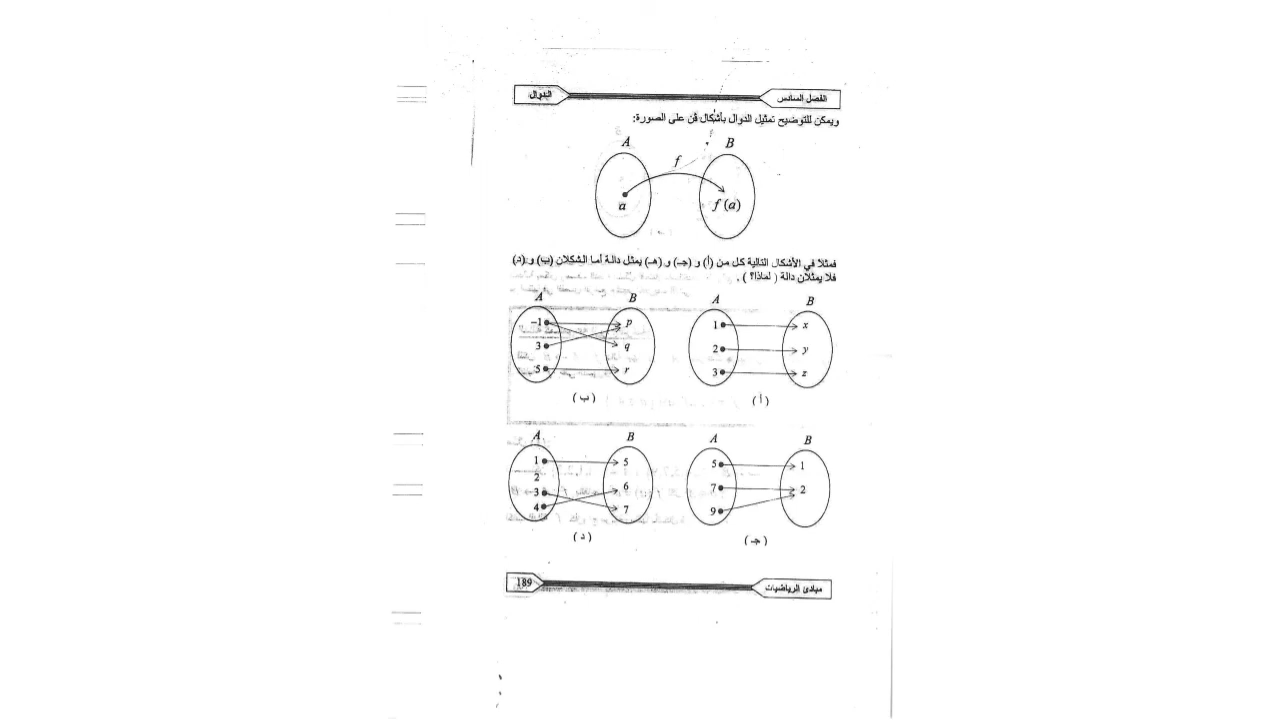 الفصل السادس
الدوال
ويمكن للتوضيح تمثيل الدوال بأشكال فن على الصورة:
A B
f
a f (a)
فمثلا في الأشكال التالية كل من (أ) و (جـ) و (هـ) يمثل دالة أما الشكلان (ب) و (د)
فلا يمثلان دالة ( لماذا؟ ) .
A B
1 x
2 y
3 z
( أ )
A B
−1 p
3 q
5 r
( ب )
A B
5 1
7 2
9
( جـ )
A B
1 5
2
3 6
4 7
( د )
مبادئ الرياضيات
189